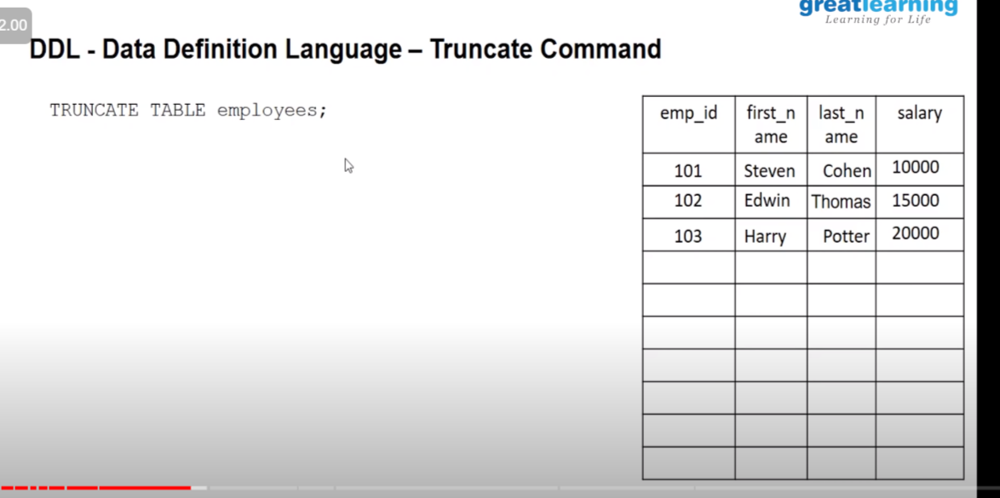 greatlearning
Learning for Life
2.00
DDL - Data Definition Language – Truncate Command
TRUNCATE TABLE employees;
emp_id first_n last_n salary
ame ame
101 Steven Cohen 10000
102 Edwin Thomas 15000
103 Harry Potter 20000